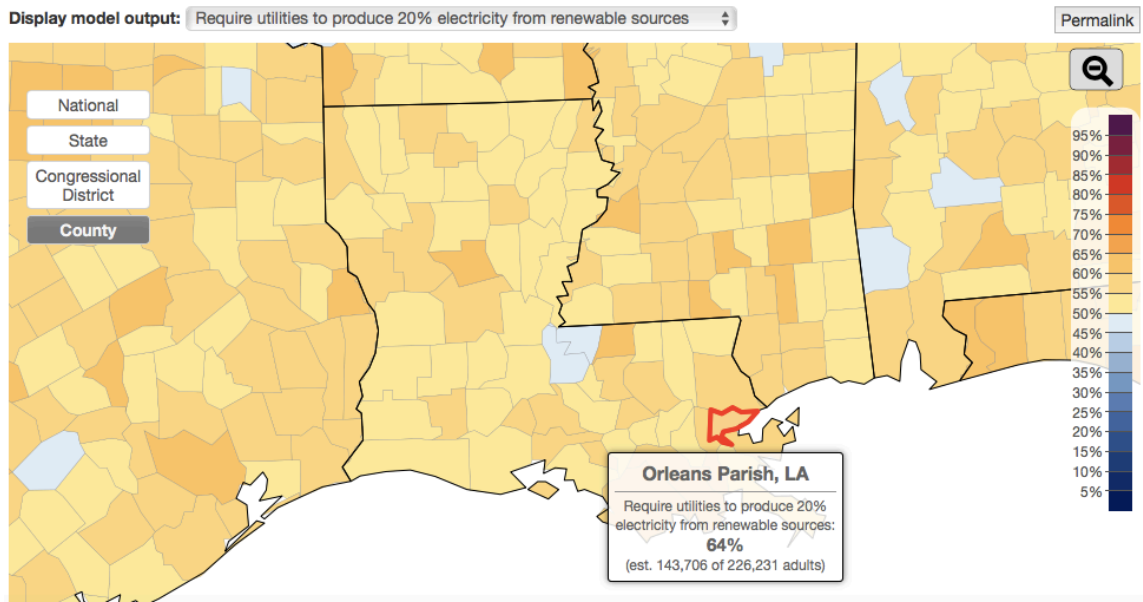 Display model output: Require utilities to produce 20% electricity from renewable sources
Permalink
National
State
Congressional
District
County
95%
90%
85%
80%
75%
70%
65%
60%
55%
50%
45%
40%
35%
30%
25%
20%
15%
10%
5%
Orleans Parish, LA
Require utilities to produce 20%
electricity from renewable sources:
64%
(est. 143,706 of 226,231 adults)